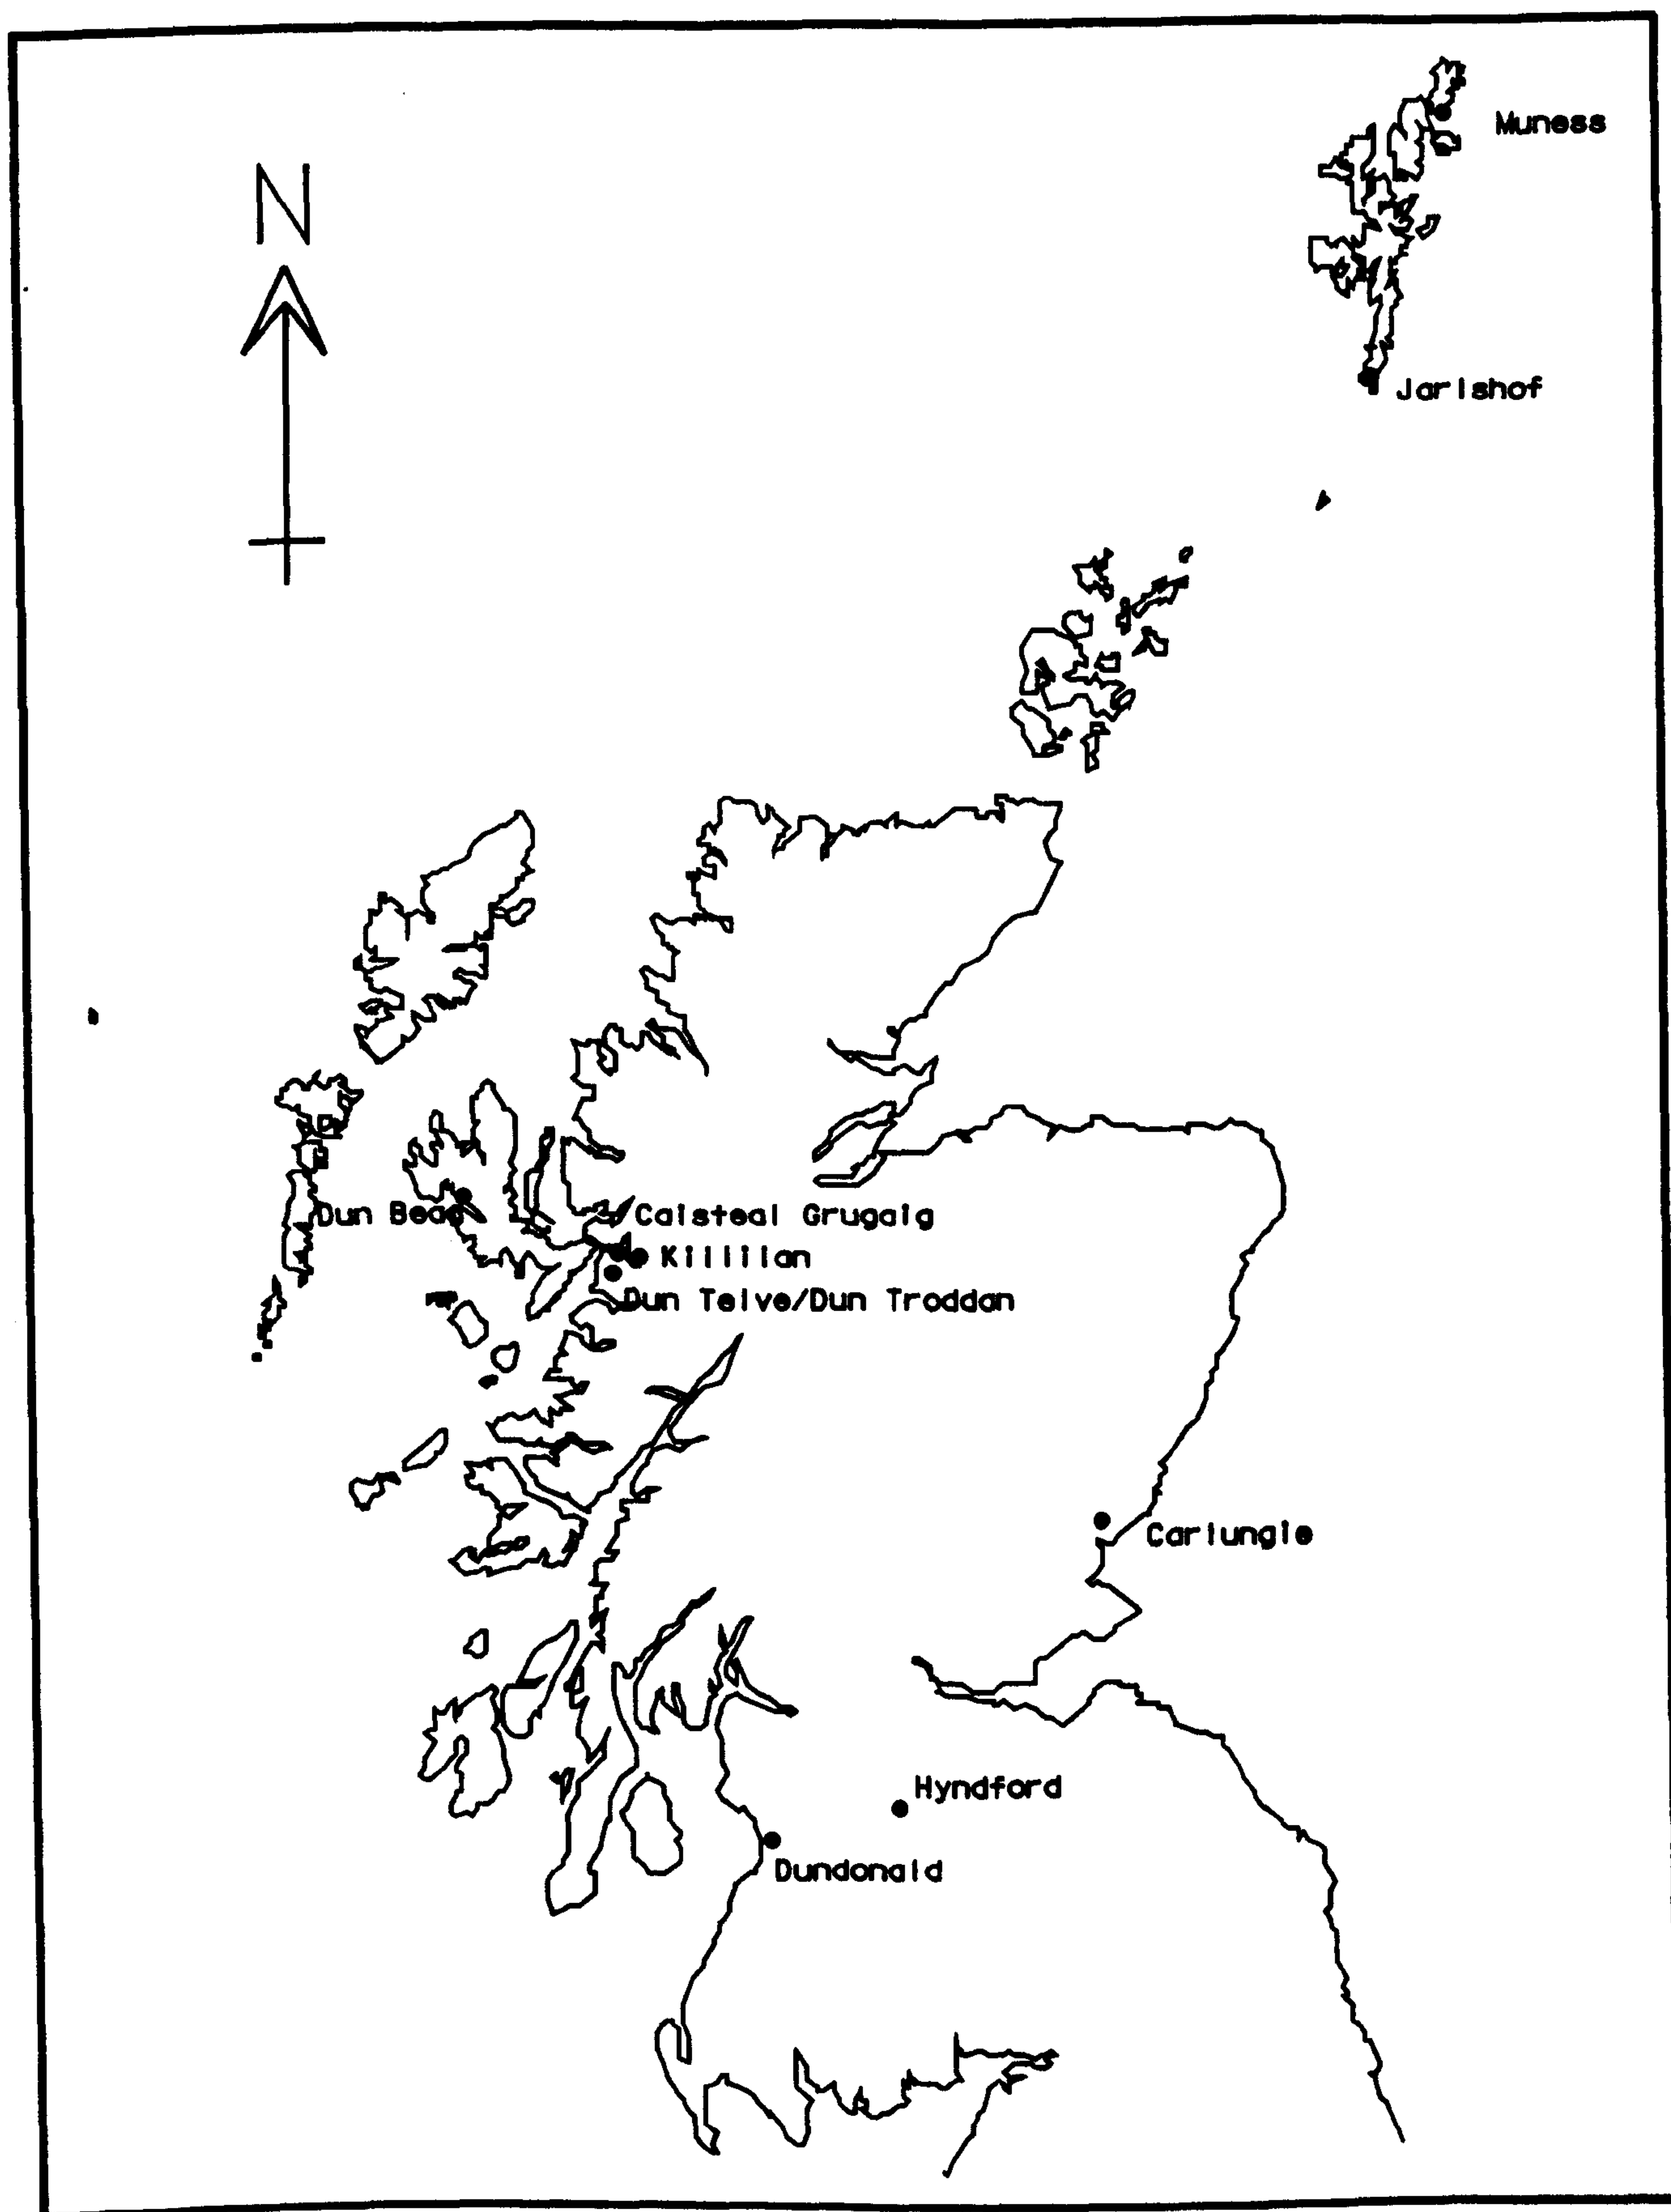 Muness
N
Jarlshof
Dun Beag
Caisteal Grugaig
Killilan
Dun Telve/Dun Troddan
Carlungie
Hyndford
Dundonald